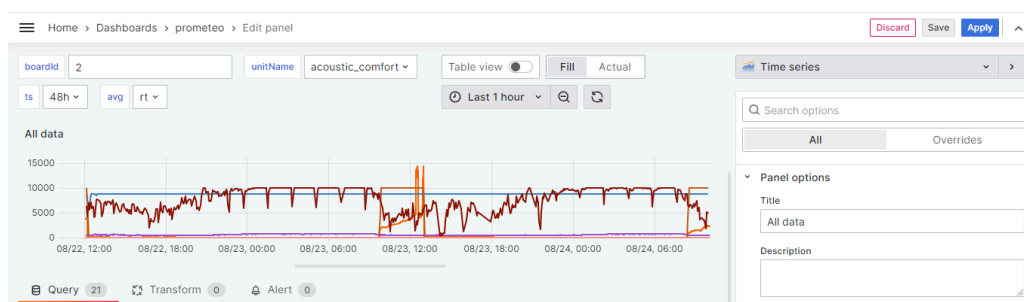 Home › Dashboards › prometeo › Edit panel
Discard Save Apply
boardId 2 unitName acoustic_comfort Table view Fill Actual
ts 48h avg rt Last 1 hour
All data
15000
10000
5000
0
08/22, 12:00 08/22, 18:00 08/23, 00:00 08/23, 06:00 08/23, 12:00 08/23, 18:00 08/24, 00:00 08/24, 06:00
Query 21 Transform 0 Alert 0
Time series
Search options
All Overrides
Panel options
Title
All data
Description